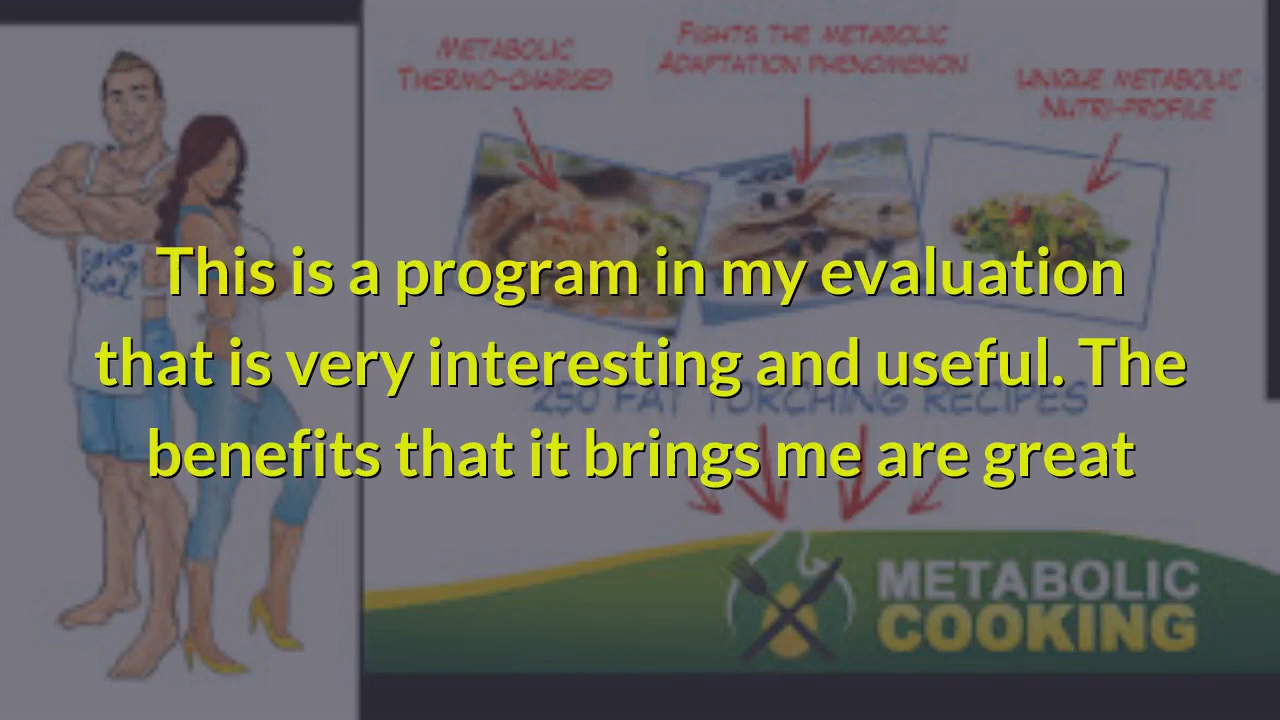 METABOLIC
THERMO-CHARGED
FIGHTS THE METABOLIC
ADAPTATION PHENOMENON
UNIQUE METABOLIC
NUTRI-PROFILE
This is a program in my evaluation
that is very interesting and useful. The
benefits that it brings me are great
250 FAT TORCHING RECIPES
METABOLIC
COOKING